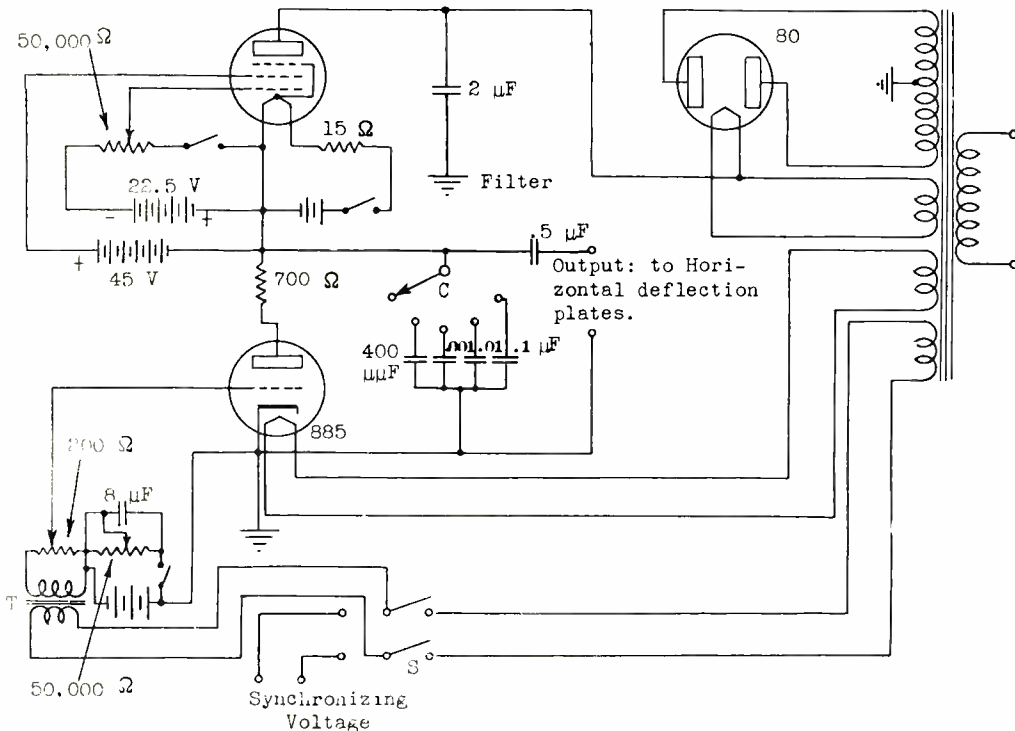 50,000 Ω
80
2 μF
15 Ω
Filter
22.5 V
- +
+ 45 V
.5 μF
700 Ω
C
Output: to Hori-
zontal deflection
plates.
400
μμF
.001 .01 .1 μF
885
200 Ω
8 μF
T
S
50,000 Ω
Synchronizing
Voltage